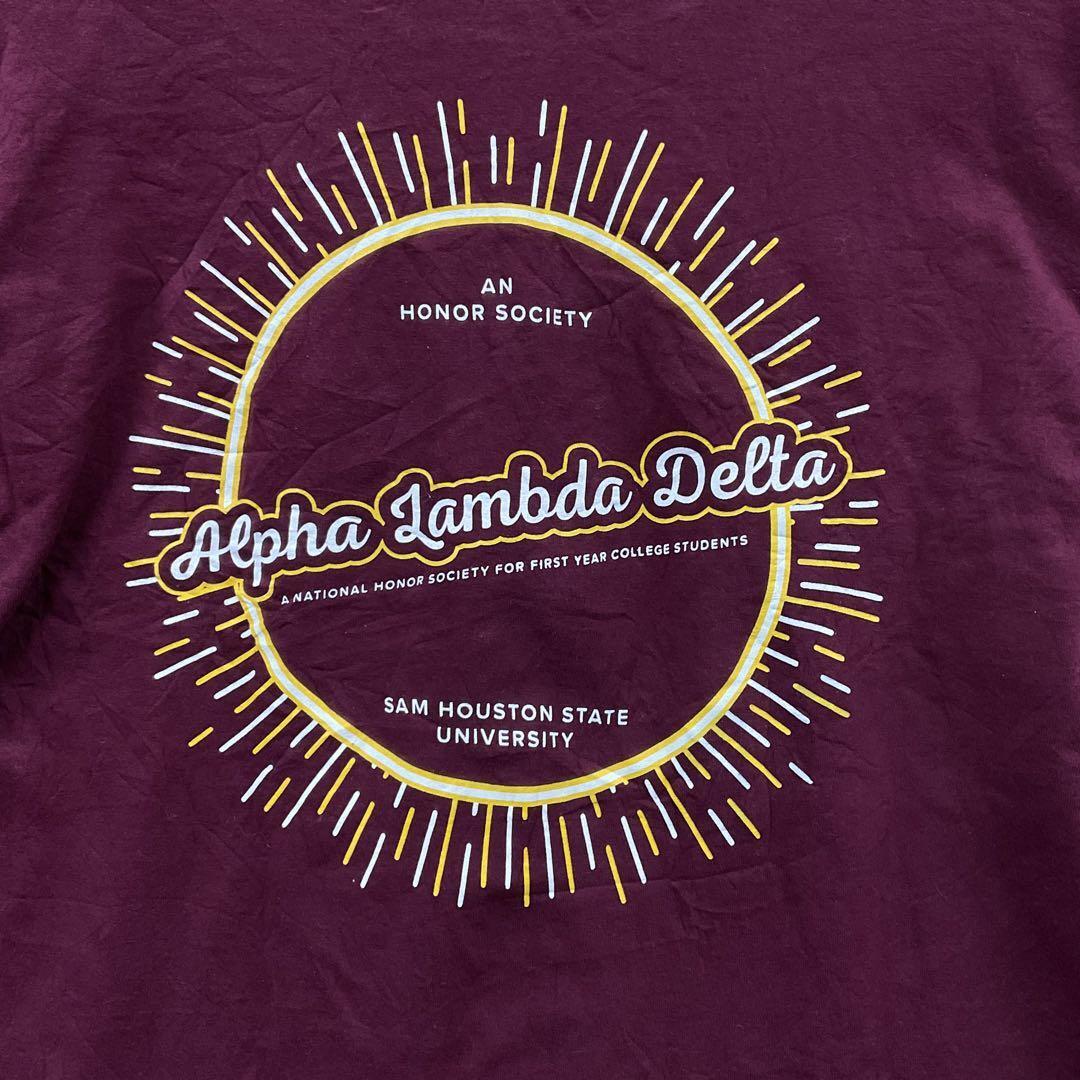 AN
HONOR SOCIETY
Alpha Lambda Delta
A NATIONAL HONOR SOCIETY FOR FIRST YEAR COLLEGE STUDENTS
SAM HOUSTON STATE
UNIVERSITY